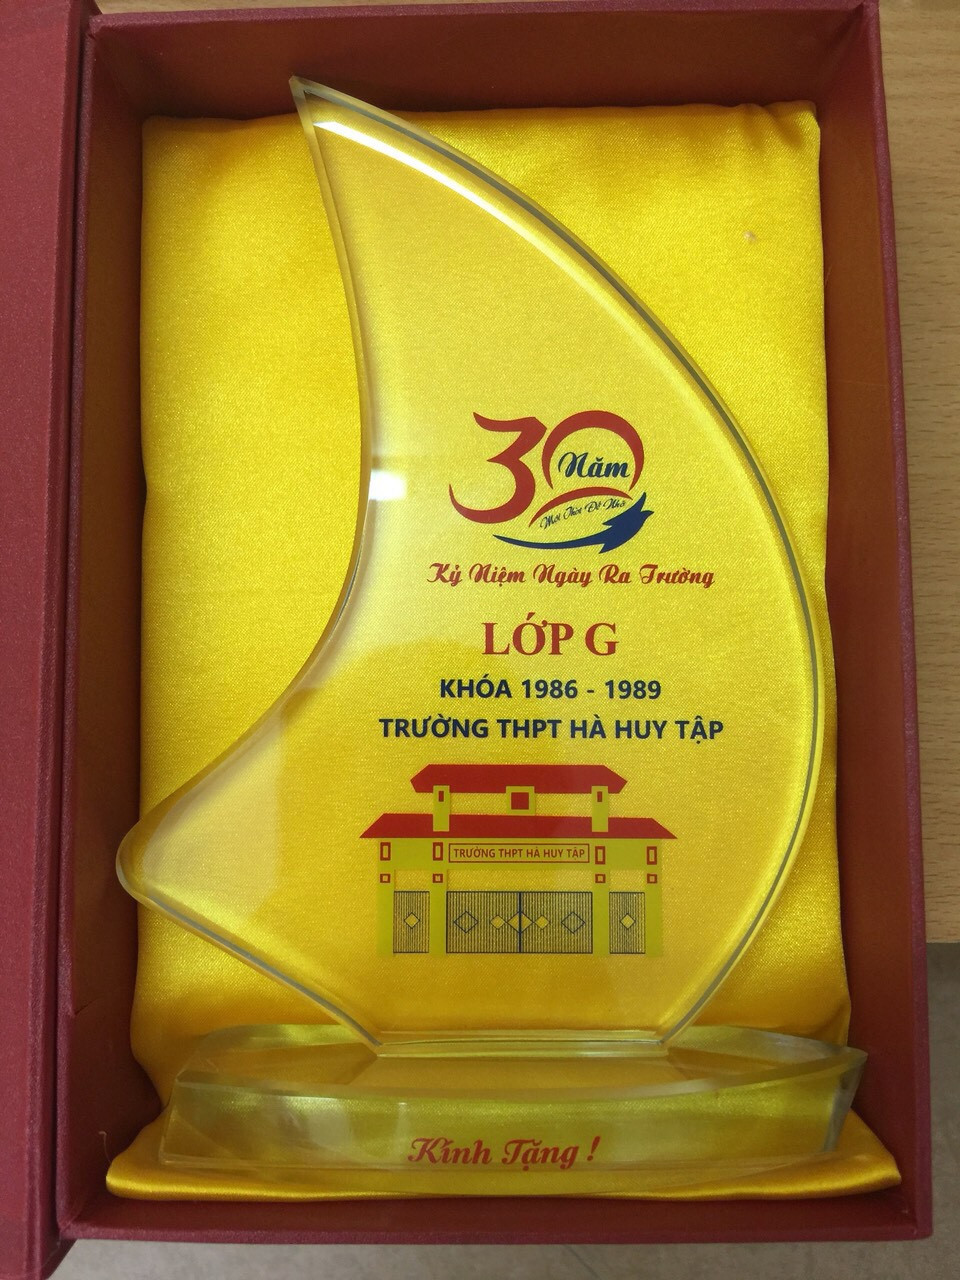 30 Năm
Một Thời Để Nhớ
Kỷ Niệm Ngày Ra Trường
LỚP G
KHÓA 1986 - 1989
TRƯỜNG THPT HÀ HUY TẬP
TRƯỜNG THPT HÀ HUY TẬP
Kính Tặng !